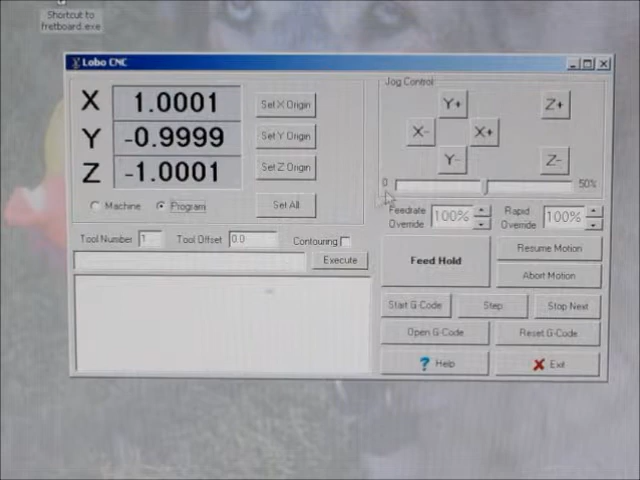 Shortcut to
fretboard.exe
Lobo CNC
X 1.0001 Set X Origin
Y -0.9999 Set Y Origin
Z -1.0001 Set Z Origin
Machine Program Set All
Tool Number 1 Tool Offset 0.0 Contouring
Execute
Jog Control
Y+ Z+
X- X+
Y- Z-
0 50%
Feedrate Override 100% Rapid Override 100%
Feed Hold Resume Motion
Abort Motion
Start G-Code Step Stop Next
Open G-Code Reset G-Code
? Help Exit